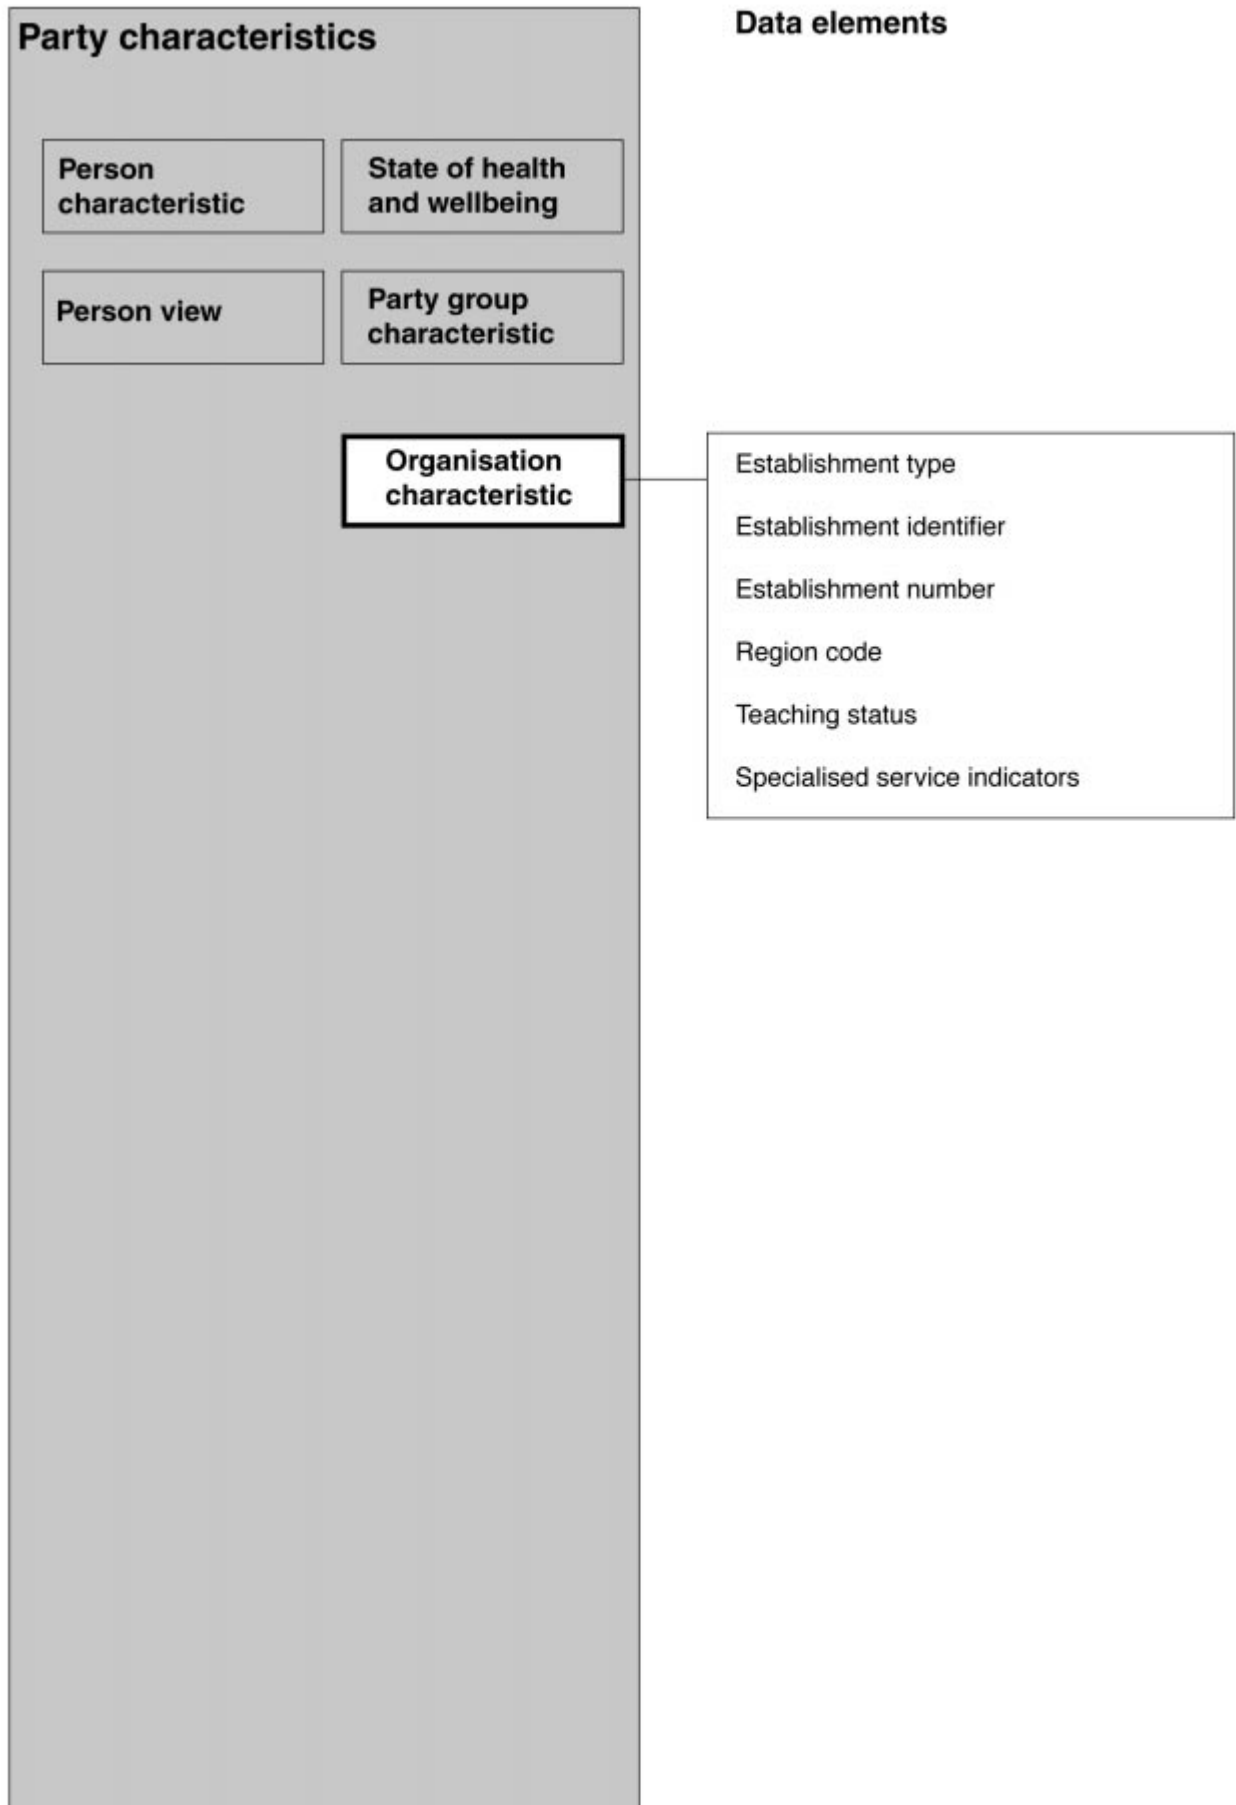 Party characteristics
Data elements
Person
characteristic
State of health
and wellbeing
Person view
Party group
characteristic
Organisation
characteristic
Establishment type
Establishment identifier
Establishment number
Region code
Teaching status
Specialised service indicators